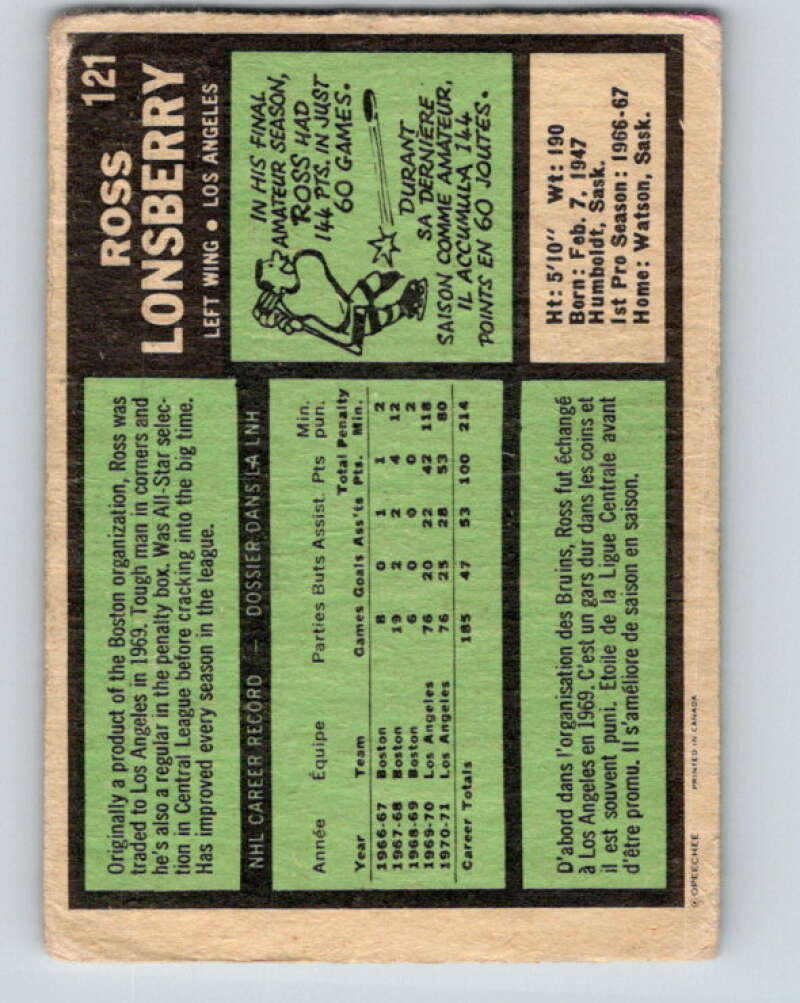 121
ROSS
LONSBERRY
LEFT WING • LOS ANGELES
Originally a product of the Boston organization, Ross was
traded to Los Angeles in 1969. Tough man in corners and
he's also a regular in the penalty box. Was All-Star selec-
tion in Central League before cracking into the big time.
Has improved every season in the league.
IN HIS FINAL
AMATEUR SEASON,
ROSS HAD
144 PTS. IN JUST
60 GAMES.
DURANT
SA DERNIÈRE
SAISON COMME AMATEUR,
IL ACCUMULA 144
POINTS EN 60 JOUTES.
NHL CAREER RECORD — DOSSIER DANS LA LNH
Année Équipe Parties Buts Assist. Pts Min. pun.
Year Team Games Goals Ass'ts Total Pts. Penalty Min.
1966-67 Boston 8 0 1 1 2
1967-68 Boston 19 2 2 4 12
1968-69 Boston 6 0 0 0 2
1969-70 Los Angeles 76 20 22 42 118
1970-71 Los Angeles 76 25 28 53 80
Career Totals 185 47 53 100 214
Ht: 5'10" Wt: 190
Born: Feb. 7, 1947
Humboldt, Sask.
1st Pro Season: 1966-67
Home: Watson, Sask.
D'abord dans l'organisation des Bruins, Ross fut échangé
à Los Angeles en 1969. C'est un gars dur dans les coins et
il est souvent puni. Etoile de la Ligue Centrale avant
d'être promu. Il s'améliore de saison en saison.
© OPEECHEE PRINTED IN CANADA